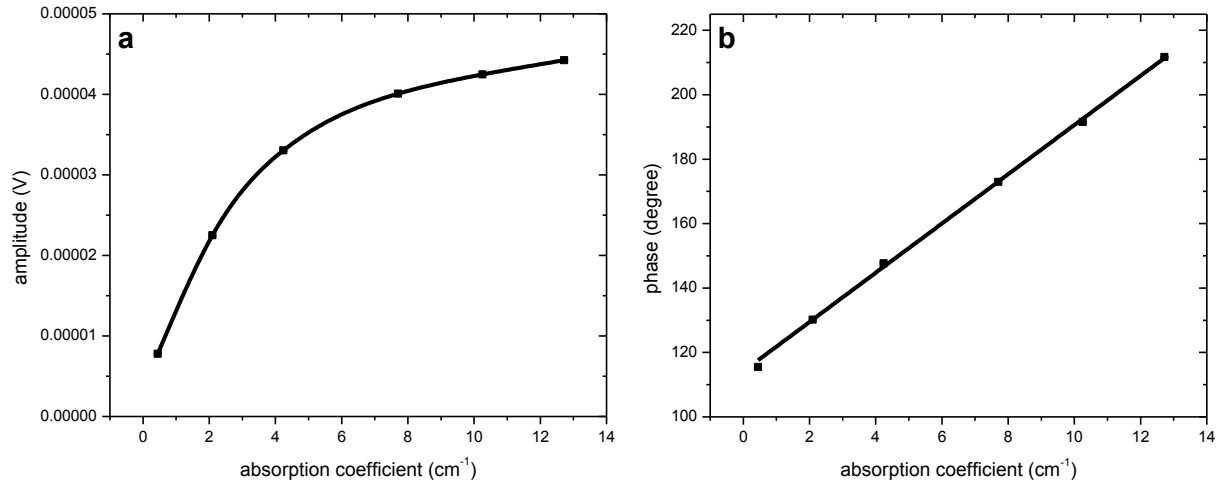 a
0.00005
0.00004
0.00003
0.00002
0.00001
0.00000
amplitude (V)
0 2 4 6 8 10 12 14
absorption coefficient (cm⁻¹)
b
220
200
180
160
140
120
100
phase (degree)
0 2 4 6 8 10 12 14
absorption coefficient (cm⁻¹)